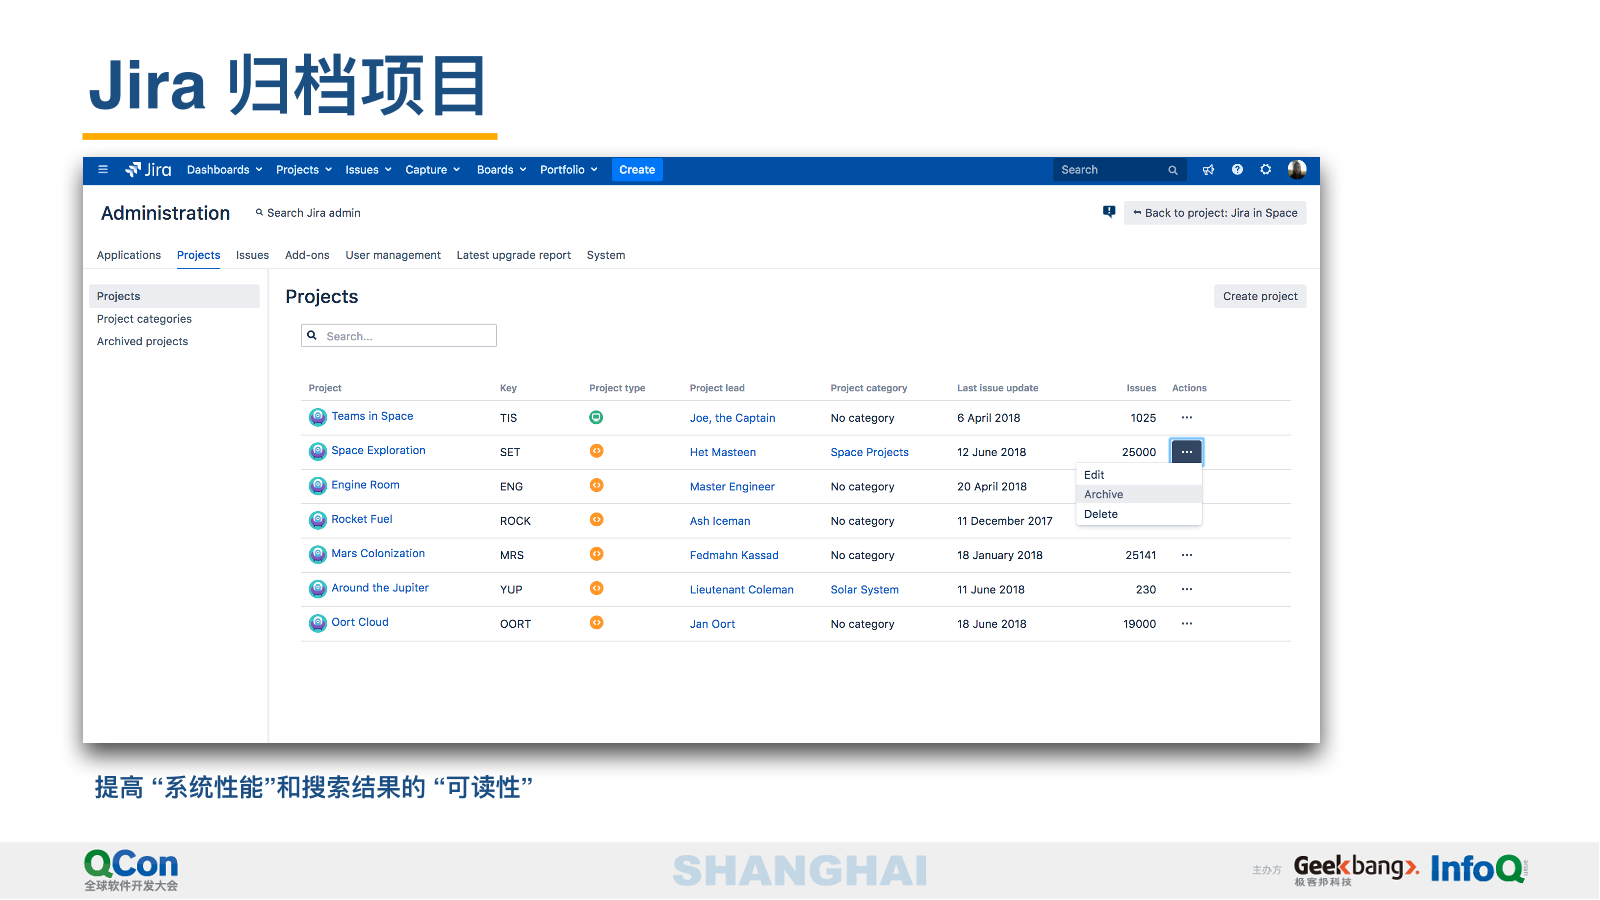 Jira 归档项目
Jira Dashboards Projects Issues Capture Boards Portfolio Create Search
Administration Search Jira admin Back to project: Jira in Space
Applications Projects Issues Add-ons User management Latest upgrade report System
Projects
Project categories
Archived projects
Projects Create project
Search...
Project Key Project type Project lead Project category Last issue update Issues Actions
Teams in Space TIS Joe, the Captain No category 6 April 2018 1025 ...
Space Exploration SET Het Masteen Space Projects 12 June 2018 25000 ...
Edit
Archive
Delete
Engine Room ENG Master Engineer No category 20 April 2018
Rocket Fuel ROCK Ash Iceman No category 11 December 2017
Mars Colonization MRS Fedmahn Kassad No category 18 January 2018 25141 ...
Around the Jupiter YUP Lieutenant Coleman Solar System 11 June 2018 230 ...
Oort Cloud OORT Jan Oort No category 18 June 2018 19000 ...
提高 “系统性能”和搜索结果的 “可读性”
QCon
全球软件开发大会
SHANGHAI
主办方
Geekbang>.
极客邦科技
InfoQ